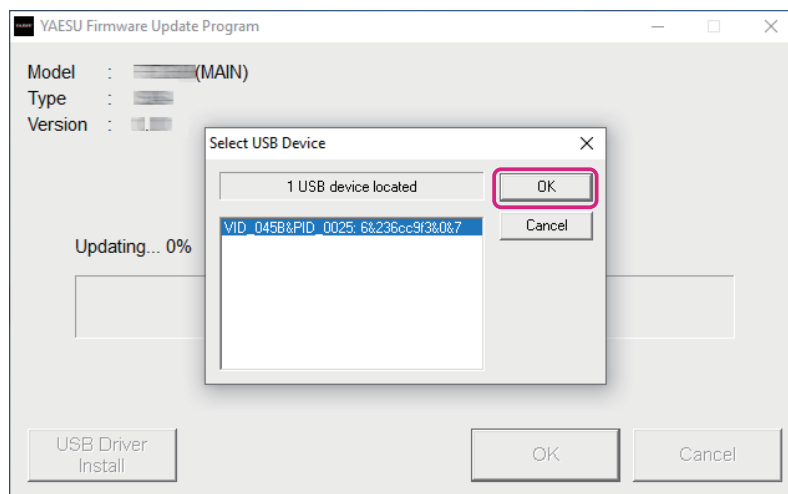 YAESU Firmware Update Program
Model : (MAIN)
Type :
Version :
Select USB Device
1 USB device located
OK
VID_045B&PID_0025: 6&236cc9f3&0&7
Cancel
Updating... 0%
USB Driver
Install
OK
Cancel